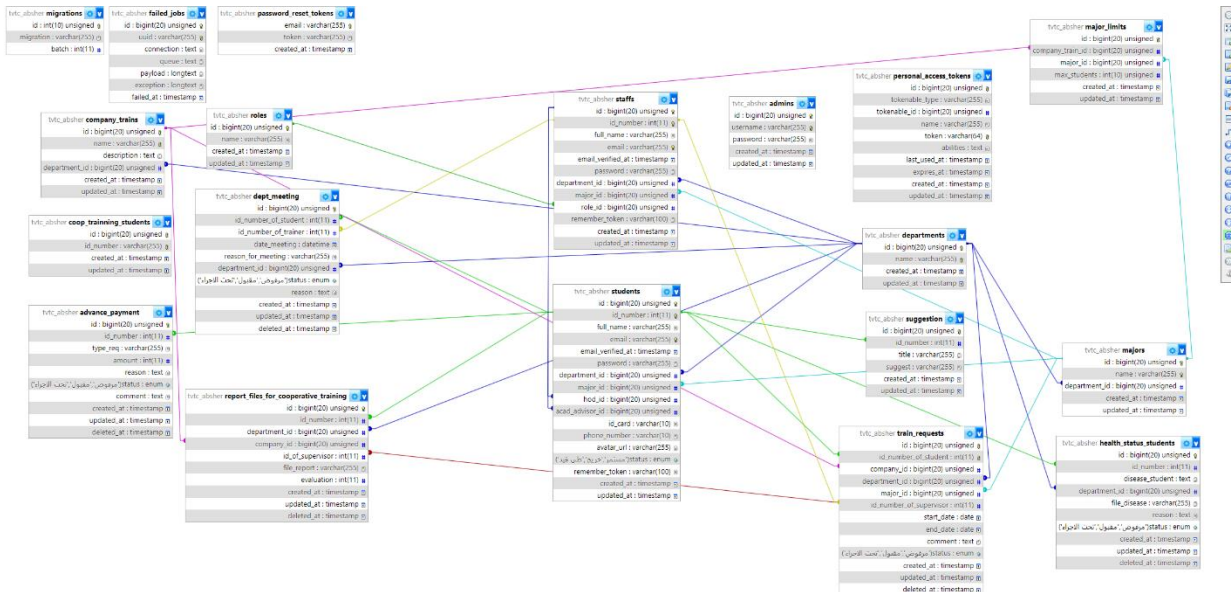 tvtc_absher migrations
id : int(10) unsigned
migration : varchar(255)
batch : int(11)
tvtc_absher failed_jobs
id : bigint(20) unsigned
uuid : varchar(255)
connection : text
queue : text
payload : longtext
exception : longtext
failed_at : timestamp
tvtc_absher password_reset_tokens
email : varchar(255)
token : varchar(255)
created_at : timestamp
tvtc_absher major_limits
id : bigint(20) unsigned
company_train_id : bigint(20) unsigned
major_id : bigint(20) unsigned
max_students : int(10) unsigned
created_at : timestamp
updated_at : timestamp
tvtc_absher company_trains
id : bigint(20) unsigned
name : varchar(255)
description : text
department_id : bigint(20) unsigned
created_at : timestamp
updated_at : timestamp
tvtc_absher roles
id : bigint(20) unsigned
name : varchar(255)
created_at : timestamp
updated_at : timestamp
tvtc_absher staffs
id : bigint(20) unsigned
id_number : int(11)
full_name : varchar(255)
email : varchar(255)
email_verified_at : timestamp
password : varchar(255)
department_id : bigint(20) unsigned
major_id : bigint(20) unsigned
role_id : bigint(20) unsigned
remember_token : varchar(100)
created_at : timestamp
updated_at : timestamp
tvtc_absher admins
id : bigint(20) unsigned
username : varchar(255)
password : varchar(255)
created_at : timestamp
updated_at : timestamp
tvtc_absher personal_access_tokens
id : bigint(20) unsigned
tokenable_type : varchar(255)
tokenable_id : bigint(20) unsigned
name : varchar(255)
token : varchar(64)
abilities : text
last_used_at : timestamp
expires_at : timestamp
created_at : timestamp
updated_at : timestamp
tvtc_absher coop_trainning_students
id : bigint(20) unsigned
id_number : varchar(255)
created_at : timestamp
updated_at : timestamp
tvtc_absher dept_meeting
id : bigint(20) unsigned
id_number_of_student : int(11)
id_number_of_trainer : int(11)
date_meeting : datetime
reason_for_meeting : varchar(255)
department_id : bigint(20) unsigned
status : enum('مرفوض','مقبول','تحت الاجراء')
reason : text
created_at : timestamp
updated_at : timestamp
deleted_at : timestamp
tvtc_absher departments
id : bigint(20) unsigned
name : varchar(255)
created_at : timestamp
updated_at : timestamp
tvtc_absher advance_payment
id : bigint(20) unsigned
id_number : int(11)
type_req : varchar(255)
amount : int(11)
reason : text
status : enum('مرفوض','مقبول','تحت الاجراء')
comment : text
created_at : timestamp
updated_at : timestamp
deleted_at : timestamp
tvtc_absher students
id : bigint(20) unsigned
id_number : int(11)
full_name : varchar(255)
email : varchar(255)
email_verified_at : timestamp
password : varchar(255)
department_id : bigint(20) unsigned
major_id : bigint(20) unsigned
hod_id : bigint(20) unsigned
acad_advisor_id : bigint(20) unsigned
id_card : varchar(10)
phone_number : varchar(10)
avatar_url : varchar(255)
status : enum
remember_token : varchar(100)
created_at : timestamp
updated_at : timestamp
tvtc_absher suggestion
id : bigint(20) unsigned
id_number : int(11)
title : varchar(255)
suggest : varchar(255)
created_at : timestamp
updated_at : timestamp
tvtc_absher majors
id : bigint(20) unsigned
name : varchar(255)
department_id : bigint(20) unsigned
created_at : timestamp
updated_at : timestamp
tvtc_absher report_files_for_cooperative_training
id : bigint(20) unsigned
id_number : int(11)
department_id : bigint(20) unsigned
company_id : bigint(20) unsigned
id_of_supervisor : int(11)
file_report : varchar(255)
evaluation : int(11)
created_at : timestamp
updated_at : timestamp
deleted_at : timestamp
tvtc_absher train_requests
id : bigint(20) unsigned
id_number_of_student : int(11)
company_id : bigint(20) unsigned
department_id : bigint(20) unsigned
major_id : bigint(20) unsigned
id_number_of_supervisor : int(11)
start_date : date
end_date : date
comment : text
status : enum('مرفوض','مقبول','تحت الاجراء')
created_at : timestamp
updated_at : timestamp
deleted_at : timestamp
tvtc_absher health_status_students
id : bigint(20) unsigned
id_number : int(11)
disease_student : text
department_id : bigint(20) unsigned
file_disease : varchar(255)
reason : text
status : enum('مرفوض','مقبول','تحت الاجراء')
created_at : timestamp
updated_at : timestamp
deleted_at : timestamp